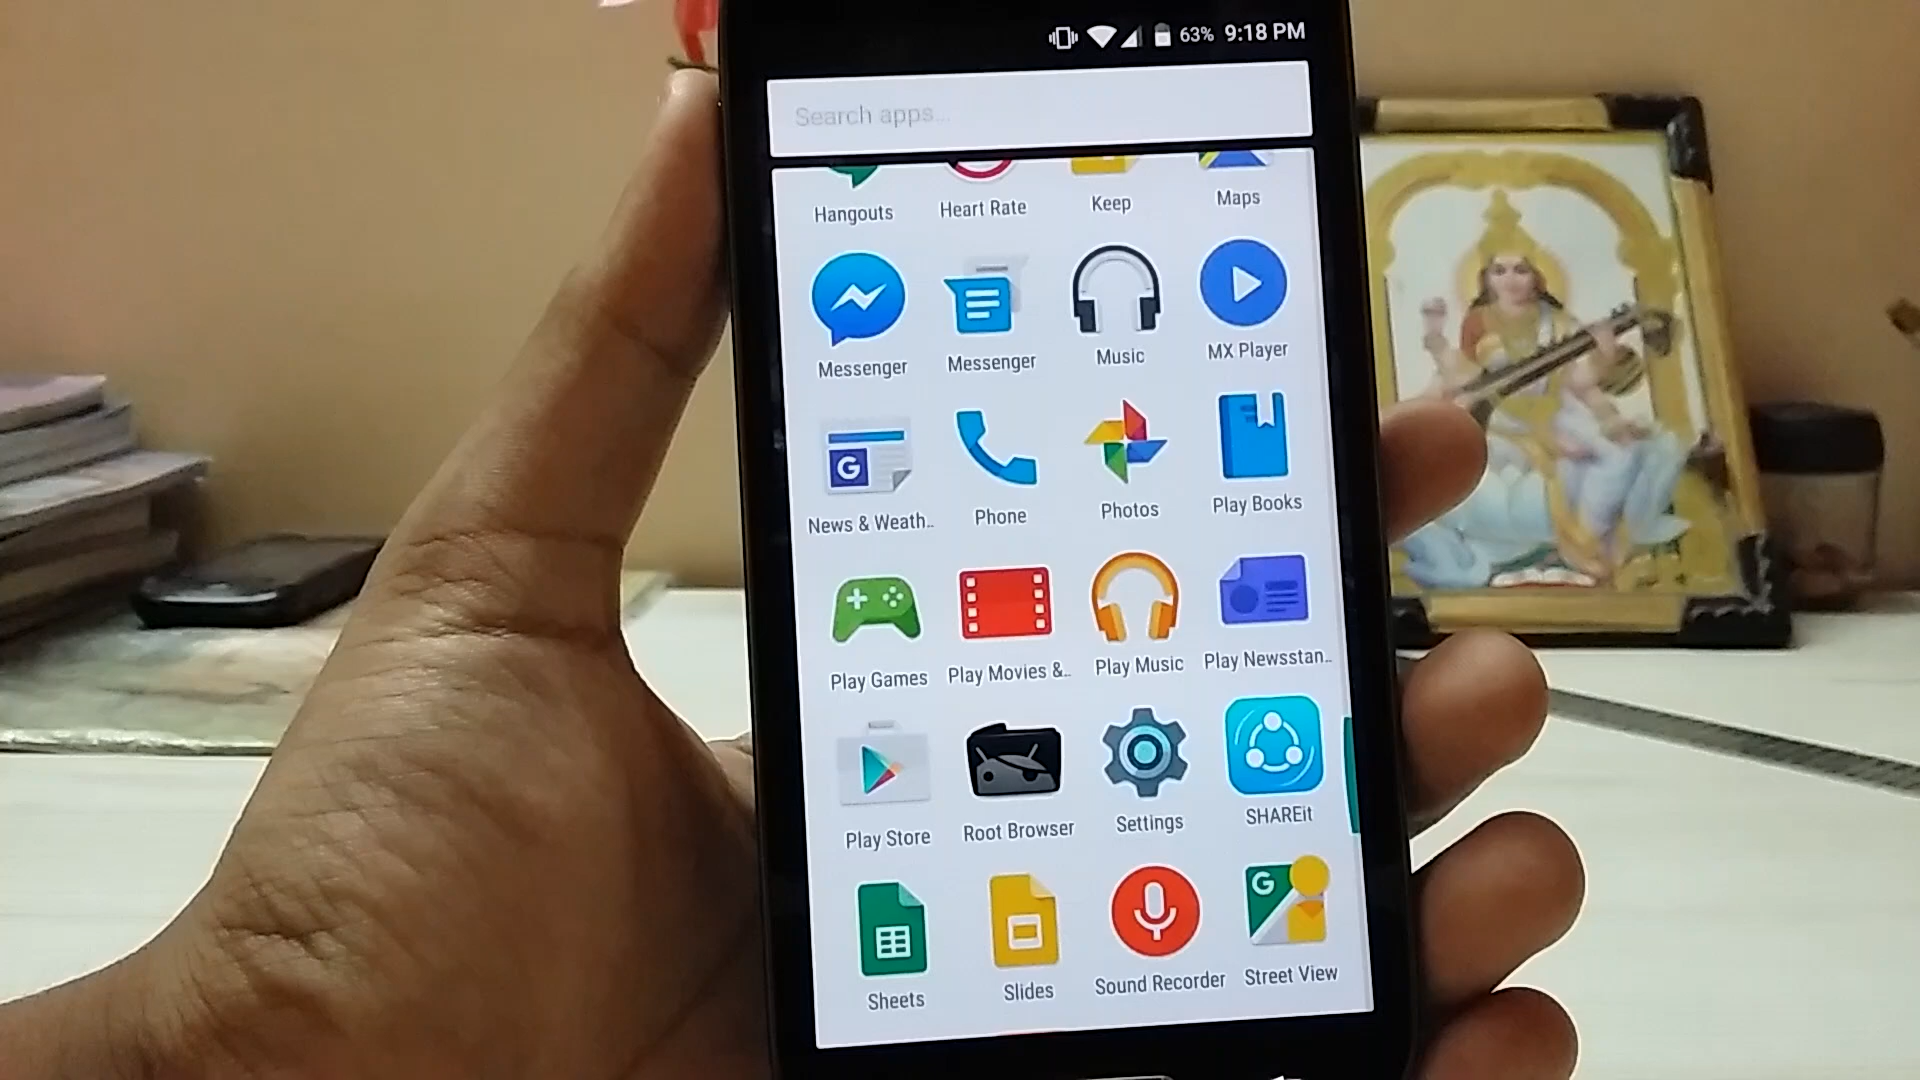 63% 9:18 PM
Search apps...
Hangouts Heart Rate Keep Maps
Messenger Messenger Music MX Player
G
News & Weath.. Phone Photos Play Books
Play Games Play Movies &.. Play Music Play Newsstan..
Play Store Root Browser Settings SHAREit
G
Sheets Slides Sound Recorder Street View